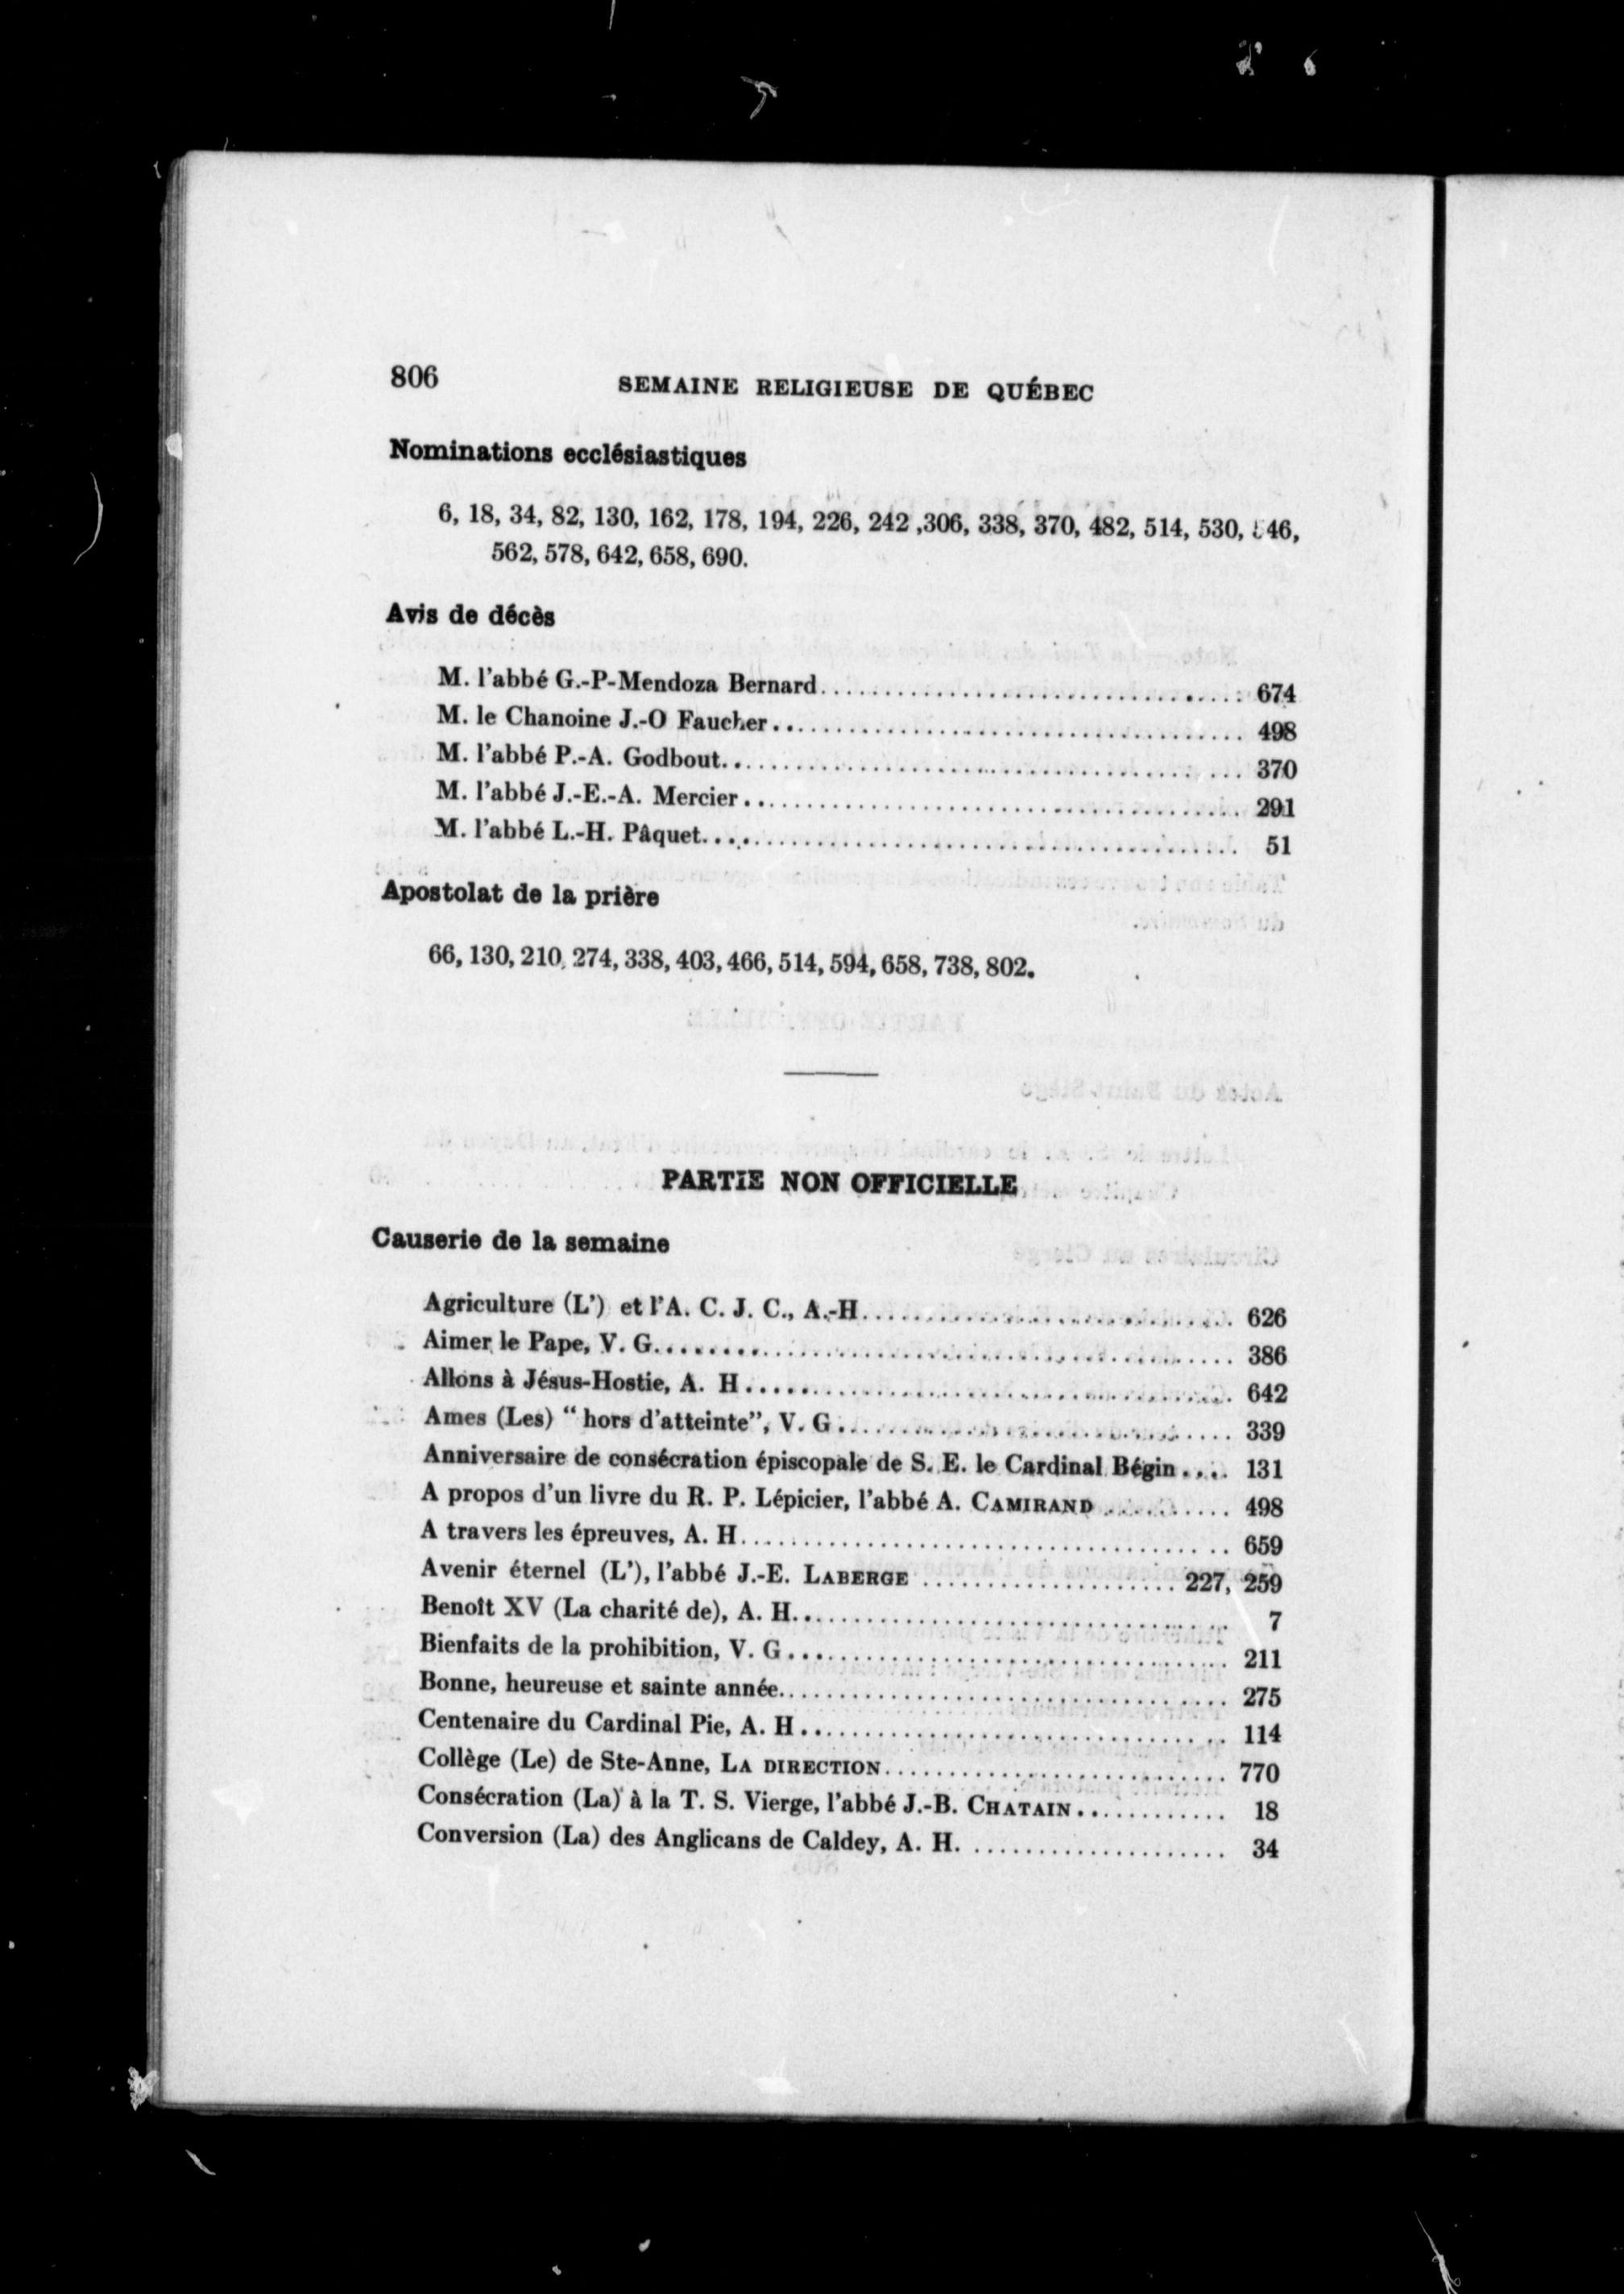 806 SEMAINE RELIGIEUSE DE QUÉBEC
Nominations ecclésiastiques
6, 18, 34, 82, 130, 162, 178, 194, 226, 242 ,306, 338, 370, 482, 514, 530, 546,
562, 578, 642, 658, 690.
Avis de décès
M. l'abbé G.-P-Mendoza Bernard........................................ 674
M. le Chanoine J.-O Faucher........................................ 498
M. l'abbé P.-A. Godbout........................................ 370
M. l'abbé J.-E.-A. Mercier........................................ 291
M. l'abbé L.-H. Pâquet........................................ 51
Apostolat de la prière
66, 130, 210, 274, 338, 403, 466, 514, 594, 658, 738, 802.
PARTIE NON OFFICIELLE
Causerie de la semaine
Agriculture (L') et l'A. C. J. C., A.-H.............................. 626
Aimer le Pape, V. G........................................ 386
Allons à Jésus-Hostie, A. H........................................ 642
Ames (Les) “ hors d'atteinte”, V. G.............................. 339
Anniversaire de consécration épiscopale de S. E. le Cardinal Bégin.... 131
A propos d'un livre du R. P. Lépicier, l'abbé A. CAMIRAND .......... 498
A travers les épreuves, A. H........................................ 659
Avenir éternel (L'), l'abbé J.-E. LABERGE .................... 227, 259
Benoît XV (La charité de), A. H.............................. 7
Bienfaits de la prohibition, V. G.............................. 211
Bonne, heureuse et sainte année.............................. 275
Centenaire du Cardinal Pie, A. H.............................. 114
Collège (Le) de Ste-Anne, LA DIRECTION.......................... 770
Consécration (La) à la T. S. Vierge, l'abbé J.-B. CHATAIN............ 18
Conversion (La) des Anglicans de Caldey, A. H. .................... 34